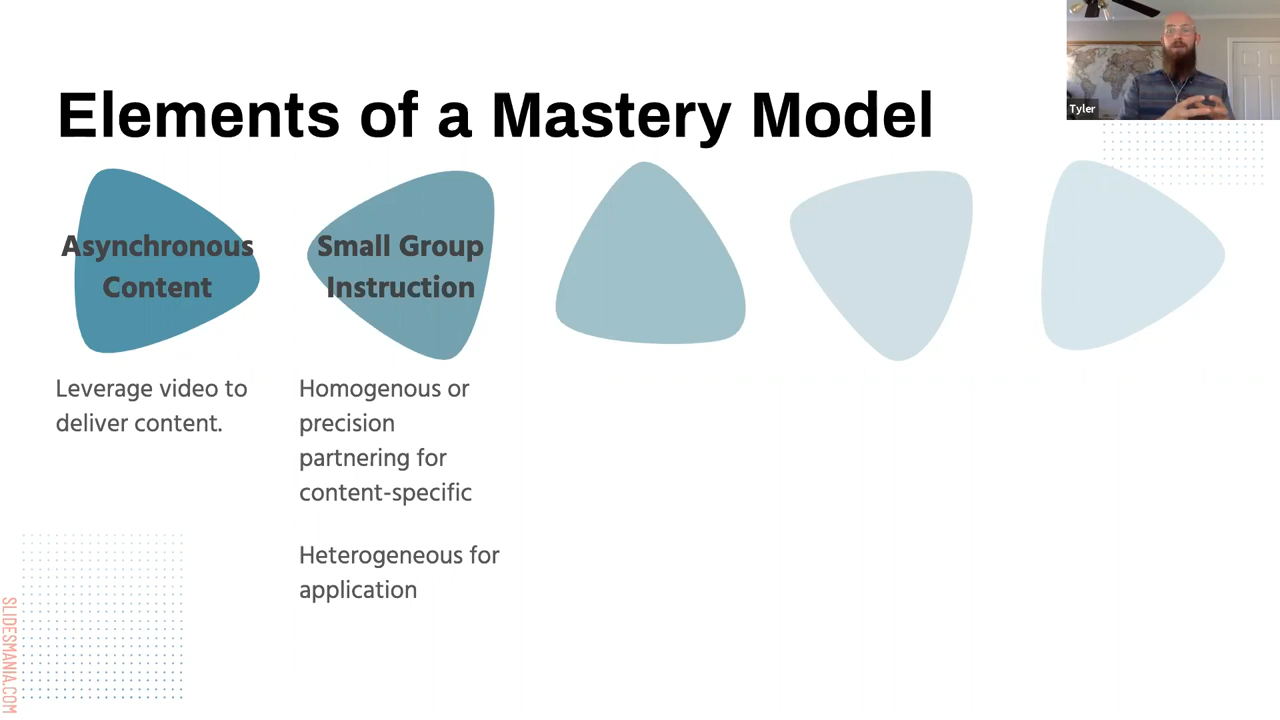 Elements of a Mastery Model
Tyler
Asynchronous
Content
Small Group
Instruction
Leverage video to
deliver content.
Homogenous or
precision
partnering for
content-specific
Heterogeneous for
application
SLIDESMANIA.COM